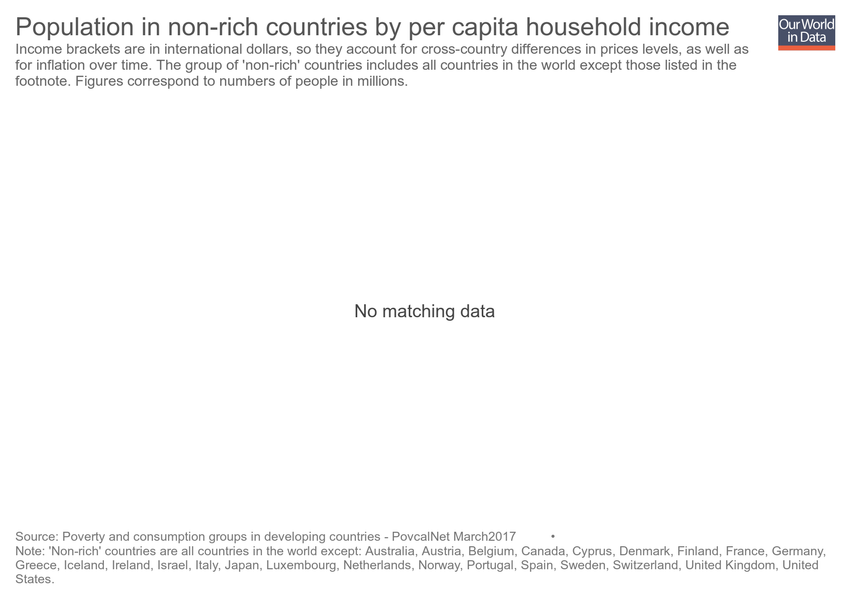 Population in non-rich countries by per capita household income
Our World
in Data
Income brackets are in international dollars, so they account for cross-country differences in prices levels, as well as
for inflation over time. The group of 'non-rich' countries includes all countries in the world except those listed in the
footnote. Figures correspond to numbers of people in millions.
No matching data
Source: Poverty and consumption groups in developing countries - PovcalNet March2017 •
Note: 'Non-rich' countries are all countries in the world except: Australia, Austria, Belgium, Canada, Cyprus, Denmark, Finland, France, Germany,
Greece, Iceland, Ireland, Israel, Italy, Japan, Luxembourg, Netherlands, Norway, Portugal, Spain, Sweden, Switzerland, United Kingdom, United
States.